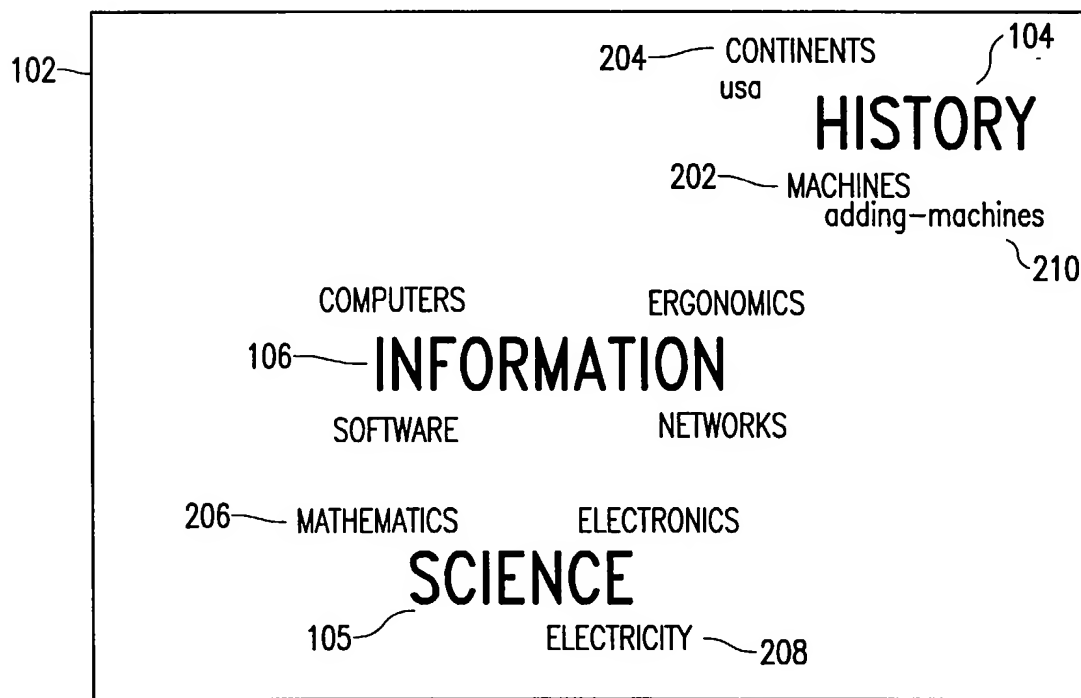 204 CONTINENTS 104
102 usa
HISTORY
202 MACHINES
adding-machines
210
COMPUTERS ERGONOMICS
106 INFORMATION
SOFTWARE NETWORKS
206 MATHEMATICS ELECTRONICS
SCIENCE
105 ELECTRICITY 208